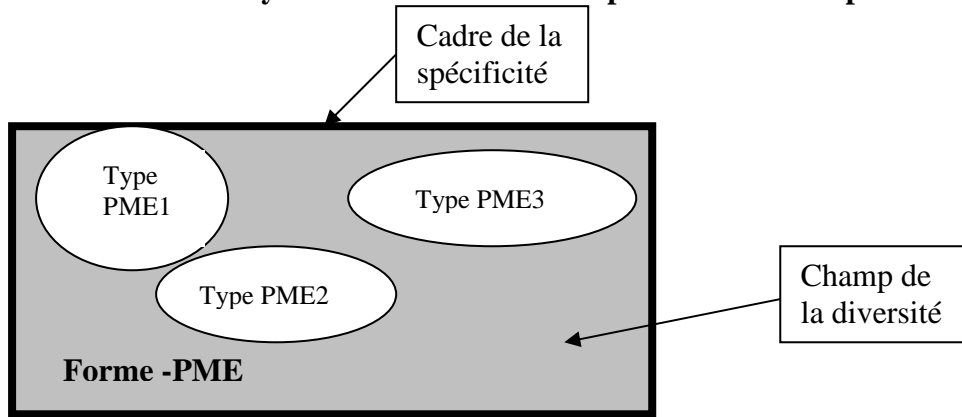 Cadre de la
spécificité
Type
PME1
Type PME3
Type PME2
Champ de
la diversité
Forme -PME